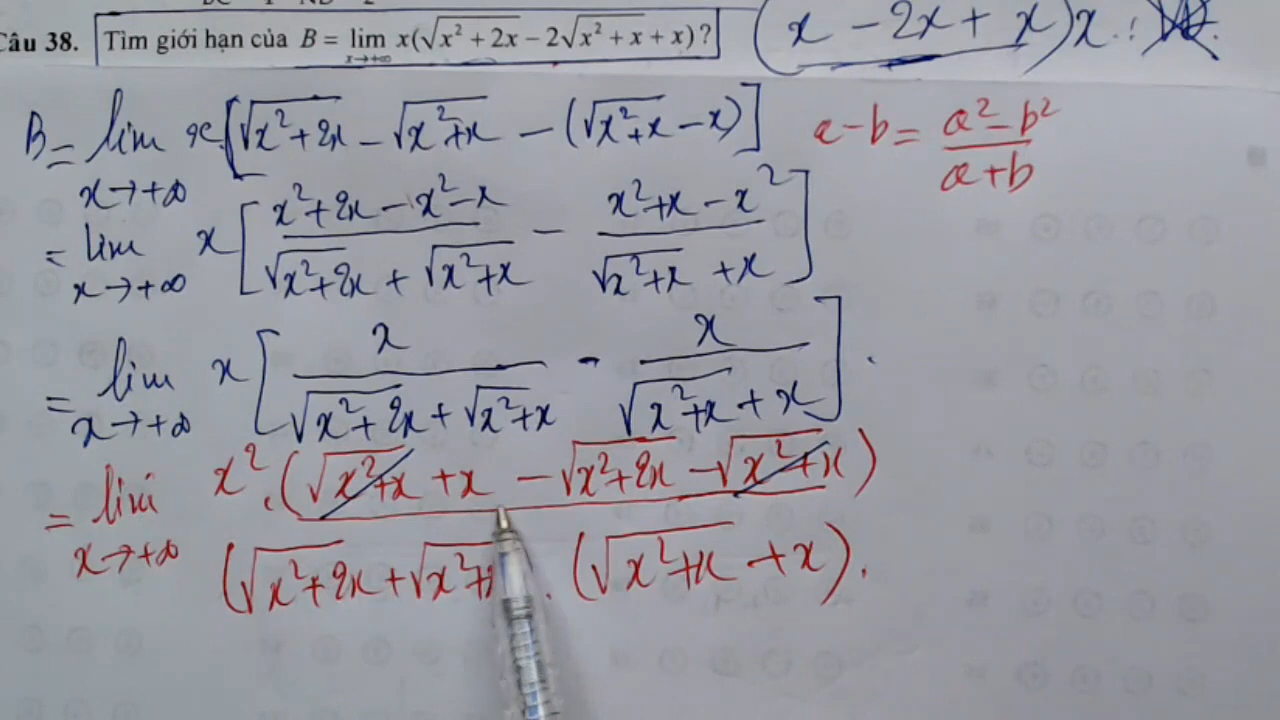 Câu 38. Tìm giới hạn của B = lim x→+∞ x(√(x²+2x) − 2√(x²+x) + x)?
(x − 2x + x)x :
B = lim x→+∞ x.[√(x²+2x) − √(x²+x) − (√(x²+x) − x)]
a−b = (a²−b²)/(a+b)
= lim x→+∞ x[(x²+2x−x²−x)/(√(x²+2x) + √(x²+x)) − (x²+x−x²)/(√(x²+x) + x)]
= lim x→+∞ x[x/(√(x²+2x) + √(x²+x)) − x/(√(x²+x) + x)].
= lim x→+∞ x².(√(x²+x) + x − √(x²+2x) − √(x²+x))
(√(x²+2x) + √(x²+x . (√(x²+x) + x).